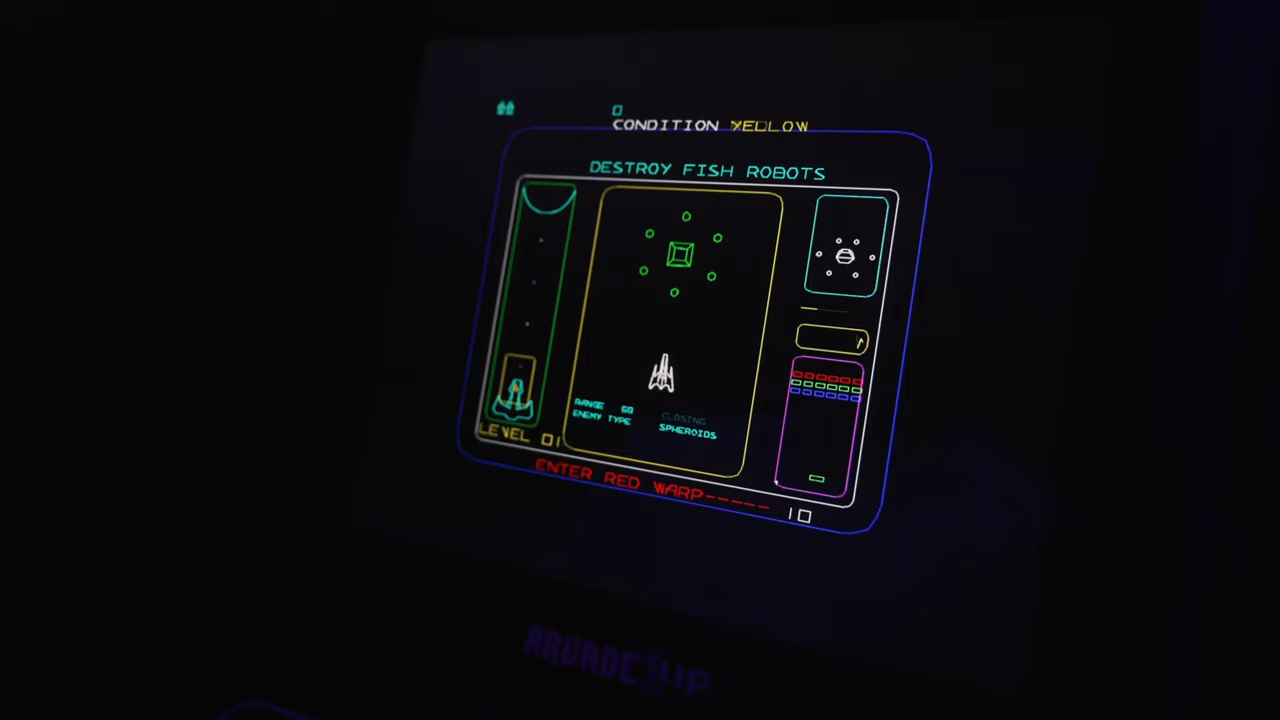 0
CONDITION YELLOW
DESTROY FISH ROBOTS
RANGE 60 CLOSING
ENEMY TYPE SPHEROIDS
LEVEL 01
ENTER RED WARP-----
10
ARCADE1UP